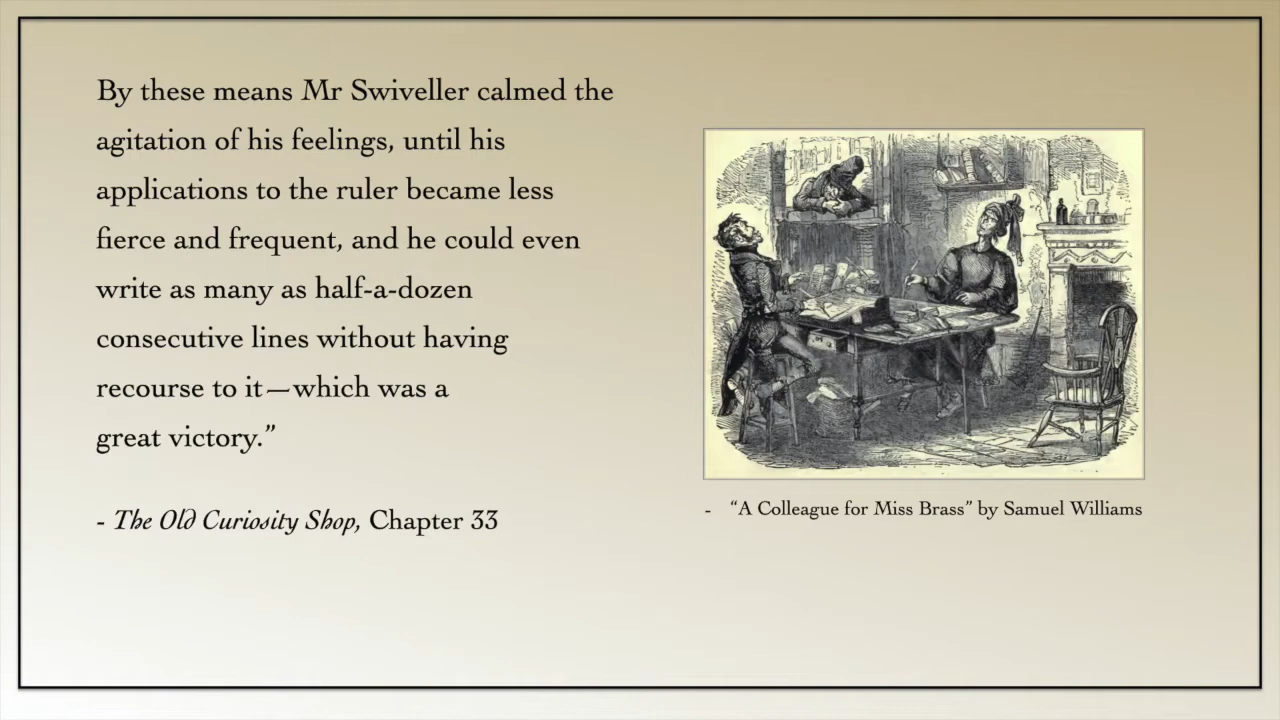 By these means Mr Swiveller calmed the
agitation of his feelings, until his
applications to the ruler became less
fierce and frequent, and he could even
write as many as half-a-dozen
consecutive lines without having
recourse to it—which was a
great victory.”
- The Old Curiosity Shop, Chapter 33
- “A Colleague for Miss Brass” by Samuel Williams